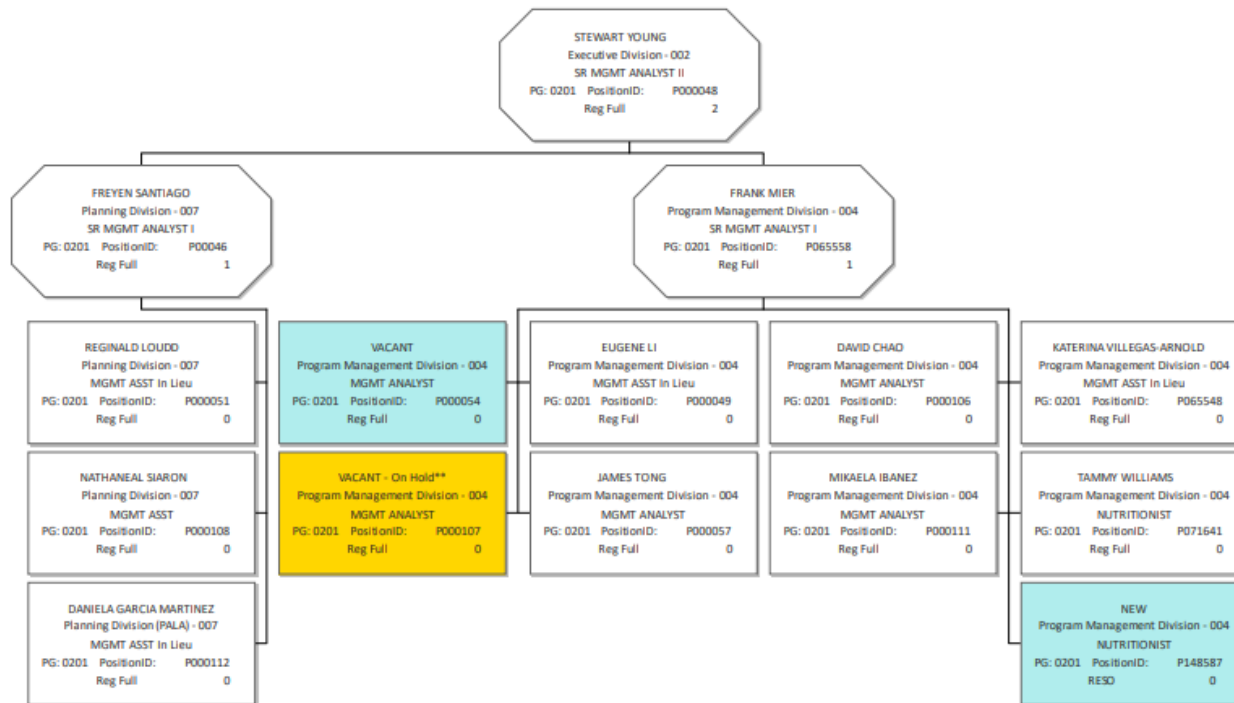 STEWART YOUNG
Executive Division - 002
SR MGMT ANALYST II
PG: 0201 PositionID: P000048
Reg Full 2
FREYEN SANTIAGO
Planning Division - 007
SR MGMT ANALYST I
PG: 0201 PositionID: P00046
Reg Full 1
FRANK MIER
Program Management Division - 004
SR MGMT ANALYST I
PG: 0201 PositionID: P065558
Reg Full 1
REGINALD LOUDD
Planning Division - 007
MGMT ASST In Lieu
PG: 0201 PositionID: P000051
Reg Full 0
VACANT
Program Management Division - 004
MGMT ANALYST
PG: 0201 PositionID: P000054
Reg Full 0
EUGENE LI
Program Management Division - 004
MGMT ASST In Lieu
PG: 0201 PositionID: P000049
Reg Full 0
DAVID CHAO
Program Management Division - 004
MGMT ANALYST
PG: 0201 PositionID: P000106
Reg Full 0
KATERINA VILLEGAS-ARNOLD
Program Management Division - 004
MGMT ASST In Lieu
PG: 0201 PositionID: P065548
Reg Full 0
NATHANEAL SIARON
Planning Division - 007
MGMT ASST
PG: 0201 PositionID: P000108
Reg Full 0
VACANT - On Hold**
Program Management Division - 004
MGMT ANALYST
PG: 0201 PositionID: P000107
Reg Full 0
JAMES TONG
Program Management Division - 004
MGMT ANALYST
PG: 0201 PositionID: P000057
Reg Full 0
MIKAELA IBANEZ
Program Management Division - 004
MGMT ANALYST
PG: 0201 PositionID: P000111
Reg Full 0
TAMMY WILLIAMS
Program Management Division - 004
NUTRITIONIST
PG: 0201 PositionID: P071641
Reg Full 0
DANIELA GARCIA MARTINEZ
Planning Division (PALA) - 007
MGMT ASST In Lieu
PG: 0201 PositionID: P000112
Reg Full 0
NEW
Program Management Division - 004
NUTRITIONIST
PG: 0201 PositionID: P148587
RESO 0